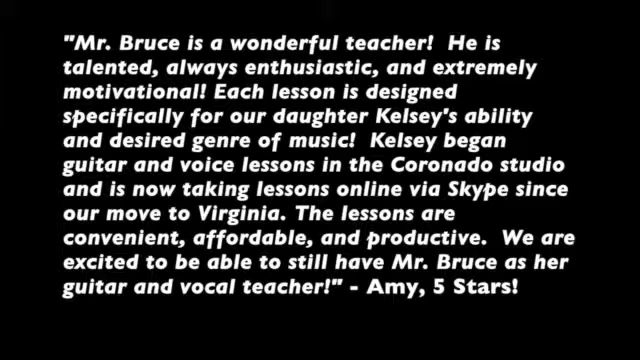 "Mr. Bruce is a wonderful teacher!  He is
talented, always enthusiastic, and extremely
motivational! Each lesson is designed
specifically for our daughter Kelsey's ability
and desired genre of music!  Kelsey began
guitar and voice lessons in the Coronado studio
and is now taking lessons online via Skype since
our move to Virginia. The lessons are
convenient, affordable, and productive.  We are
excited to be able to still have Mr. Bruce as her
guitar and vocal teacher!" - Amy, 5 Stars!